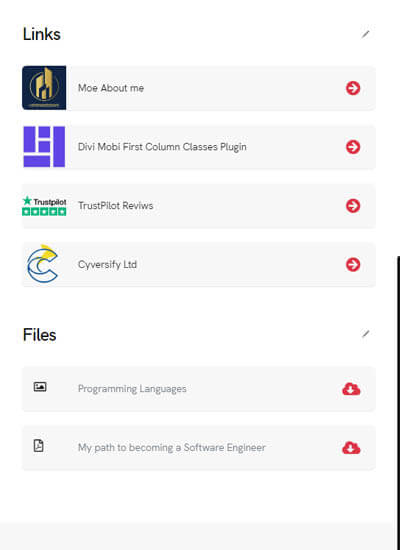 Links
Moe About me
Divi Mobi First Column Classes Plugin
Trustpilot
TrustPilot Reviws
Cyversify Ltd
Files
Programming Languages
My path to becoming a Software Engineer